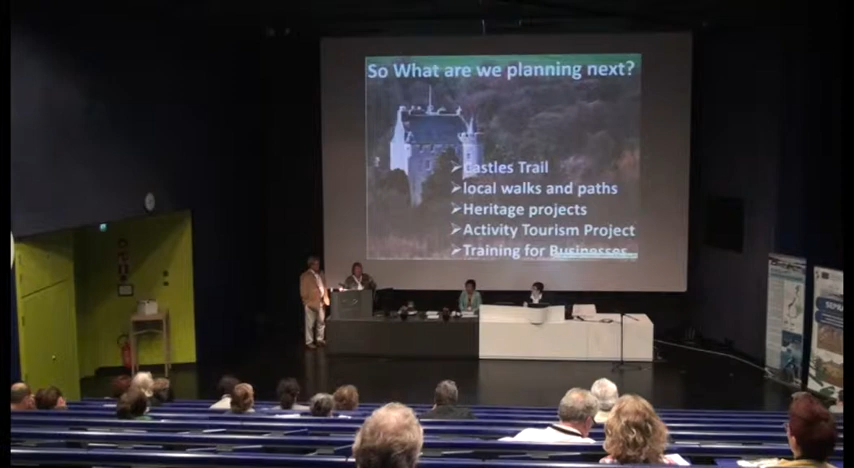 So What are we planning next?
Castles Trail
local walks and paths
Heritage projects
Activity Tourism Project
Training for Businesses